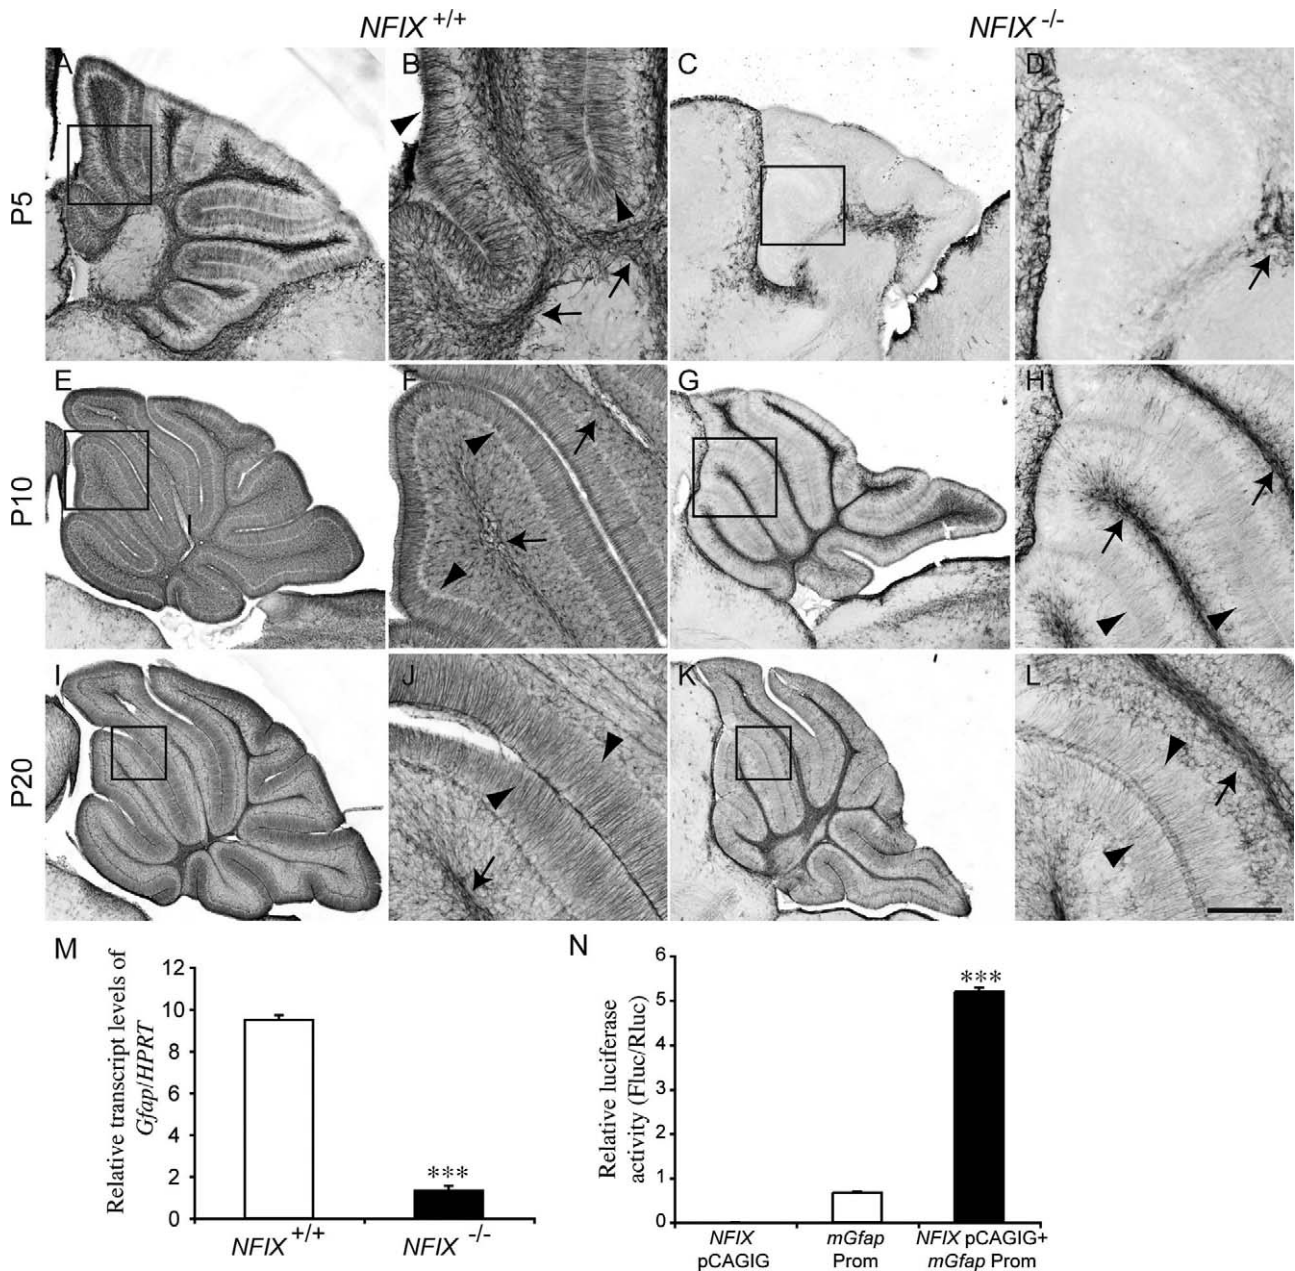 NFIX +/+
NFIX -/-
A
B
C
D
P5
E
F
G
H
P10
I
J
K
L
P20
M
N
Relative transcript levels of
Gfap/HPRT
12
10
8
6
4
2
0
***
NFIX +/+
NFIX -/-
Relative luciferase
activity (Fluc/Rluc)
6
5
4
3
2
1
0
***
NFIX
pCAGIG
mGfap
Prom
NFIX pCAGIG+
mGfap Prom